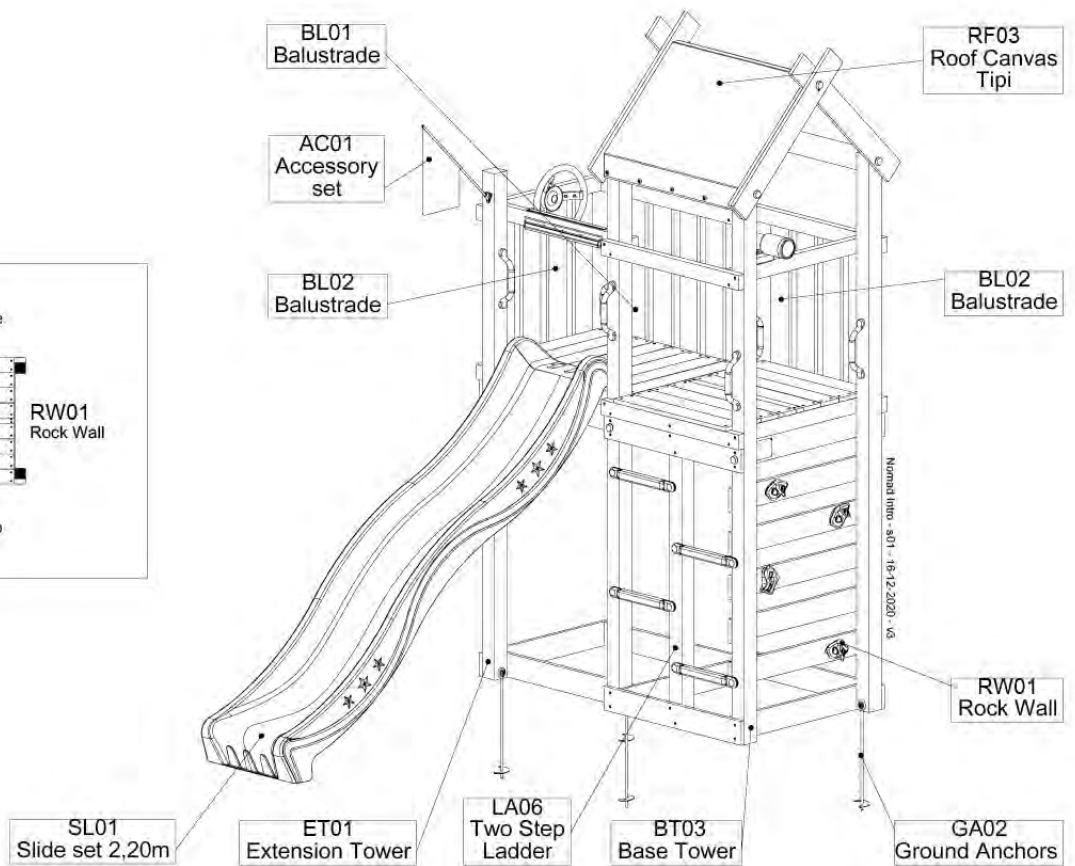 BL01
Balustrade
RF03
Roof Canvas
Tipi
AC01
Accessory
set
BL02
Balustrade
BL02
Balustrade
RW01
Rock Wall
Nomad Intro - s01 - 16-12-2020 - v3
RW01
Rock Wall
SL01
Slide set 2,20m
ET01
Extension Tower
LA06
Two Step
Ladder
BT03
Base Tower
GA02
Ground Anchors